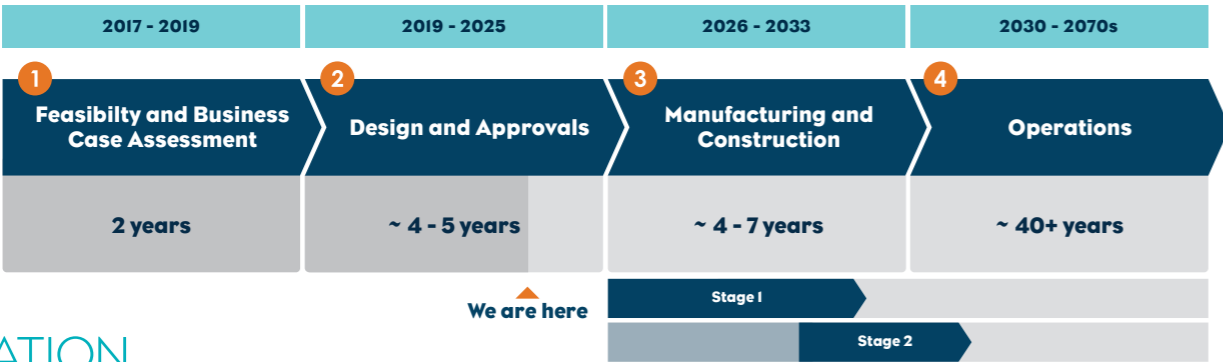 2017 - 2019
2019 - 2025
2026 - 2033
2030 - 2070s
1
2
3
4
Feasibilty and Business
Case Assessment
Design and Approvals
Manufacturing and
Construction
Operations
2 years
~ 4 - 5 years
~ 4 - 7 years
~ 40+ years
We are here
Stage 1
Stage 2
ATION